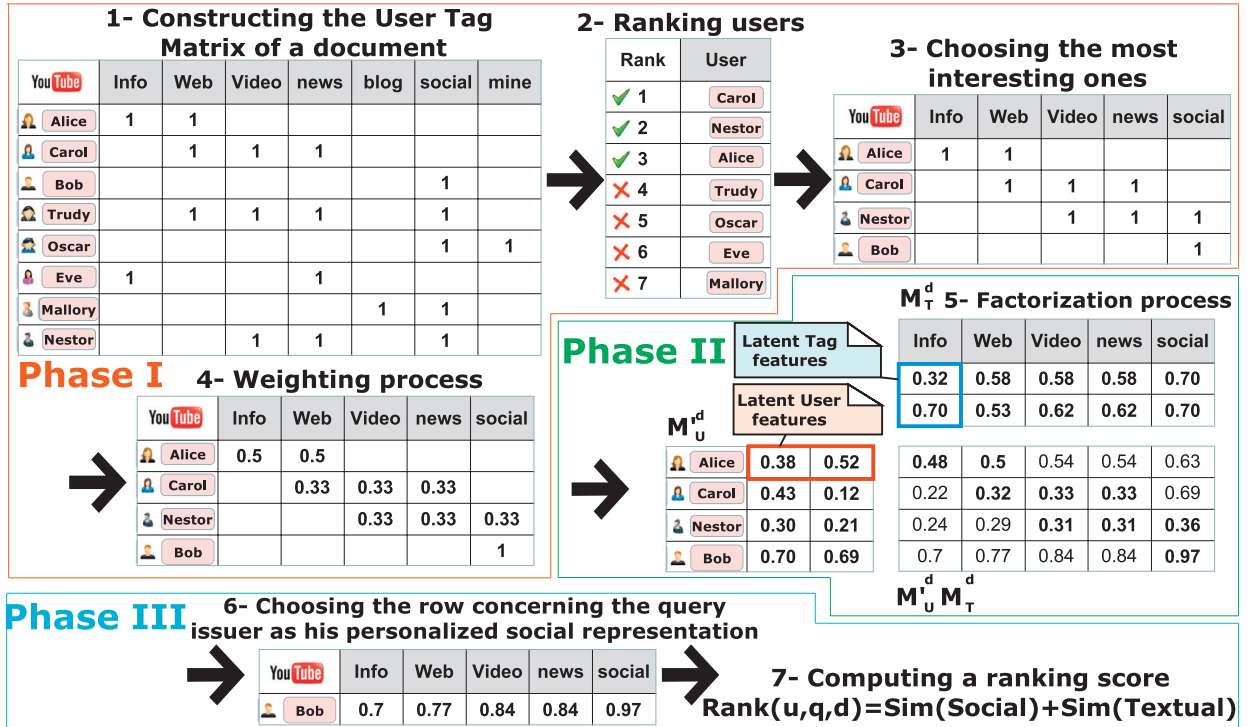 1- Constructing the User Tag
Matrix of a document
You Tube Info Web Video news blog social mine
Alice 1 1
Carol 1 1 1
Bob 1
Trudy 1 1 1 1
Oscar 1 1
Eve 1 1
Mallory 1 1
Nestor 1 1 1
2- Ranking users
Rank User
1 Carol
2 Nestor
3 Alice
4 Trudy
5 Oscar
6 Eve
7 Mallory
3- Choosing the most
interesting ones
You Tube Info Web Video news social
Alice 1 1
Carol 1 1 1
Nestor 1 1 1
Bob 1
Phase I
4- Weighting process
You Tube Info Web Video news social
Alice 0.5 0.5
Carol 0.33 0.33 0.33
Nestor 0.33 0.33 0.33
Bob 1
Phase II
M_T^d 5- Factorization process
Latent Tag
features
Latent User
features
Info Web Video news social
0.32 0.58 0.58 0.58 0.70
0.70 0.53 0.62 0.62 0.70
M'_U^d
Alice 0.38 0.52
Carol 0.43 0.12
Nestor 0.30 0.21
Bob 0.70 0.69
0.48 0.5 0.54 0.54 0.63
0.22 0.32 0.33 0.33 0.69
0.24 0.29 0.31 0.31 0.36
0.7 0.77 0.84 0.84 0.97
M'_U^d M_T^d
Phase III
6- Choosing the row concerning the query
issuer as his personalized social representation
You Tube Info Web Video news social
Bob 0.7 0.77 0.84 0.84 0.97
7- Computing a ranking score
Rank(u,q,d)=Sim(Social)+Sim(Textual)